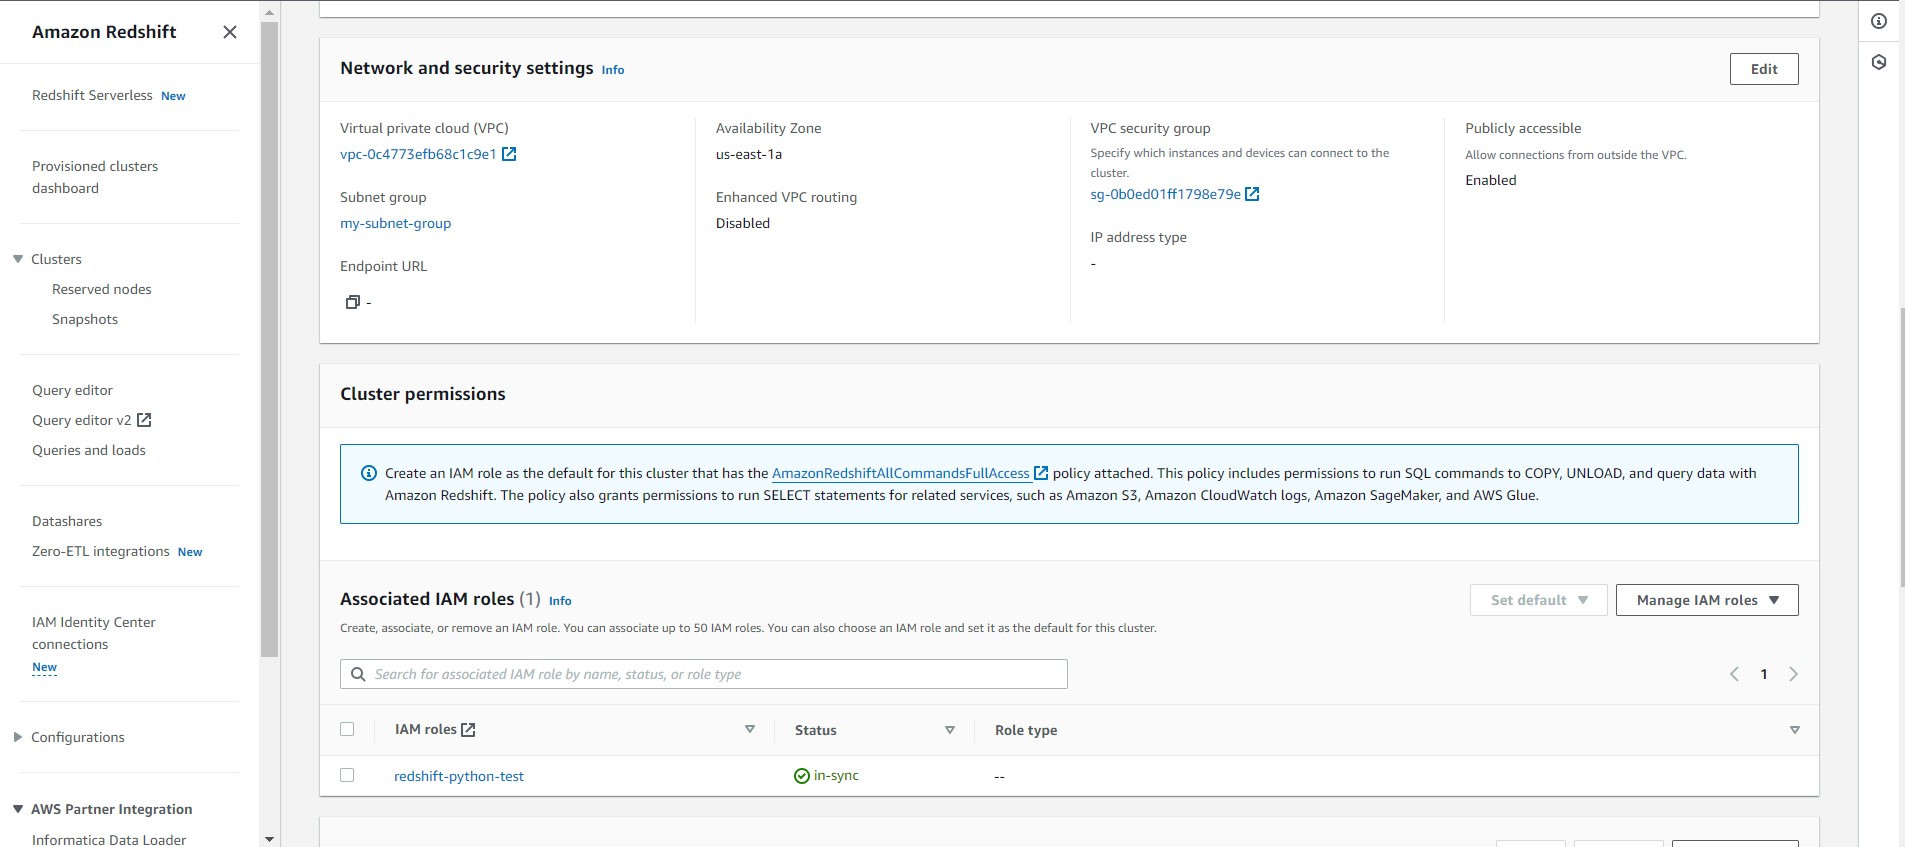 Amazon Redshift
Redshift Serverless New
Provisioned clusters
dashboard
Clusters
Reserved nodes
Snapshots
Query editor
Query editor v2
Queries and loads
Datashares
Zero-ETL integrations New
IAM Identity Center
connections
New
Configurations
AWS Partner Integration
Informatica Data Loader
Network and security settings Info
Edit
Virtual private cloud (VPC)
vpc-0c4773efb68c1c9e1
Subnet group
my-subnet-group
Endpoint URL
-
Availability Zone
us-east-1a
Enhanced VPC routing
Disabled
VPC security group
Specify which instances and devices can connect to the
cluster.
sg-0b0ed01ff1798e79e
IP address type
-
Publicly accessible
Allow connections from outside the VPC.
Enabled
Cluster permissions
Create an IAM role as the default for this cluster that has the AmazonRedshiftAllCommandsFullAccess policy attached. This policy includes permissions to run SQL commands to COPY, UNLOAD, and query data with
Amazon Redshift. The policy also grants permissions to run SELECT statements for related services, such as Amazon S3, Amazon CloudWatch logs, Amazon SageMaker, and AWS Glue.
Associated IAM roles (1) Info
Set default
Manage IAM roles
Create, associate, or remove an IAM role. You can associate up to 50 IAM roles. You can also choose an IAM role and set it as the default for this cluster.
Search for associated IAM role by name, status, or role type
1
IAM roles Status Role type
redshift-python-test in-sync --